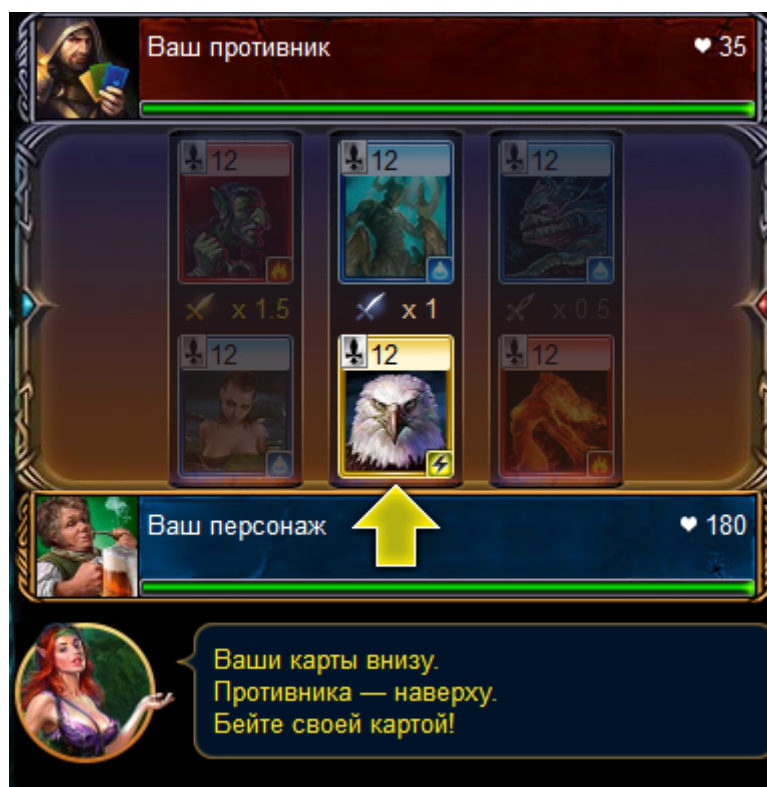 Ваш противник
35
12 12 12
x 1.5 x 1 x 0.5
12 12 12
Ваш персонаж
180
Ваши карты внизу.
Противника — наверху.
Бейте своей картой!